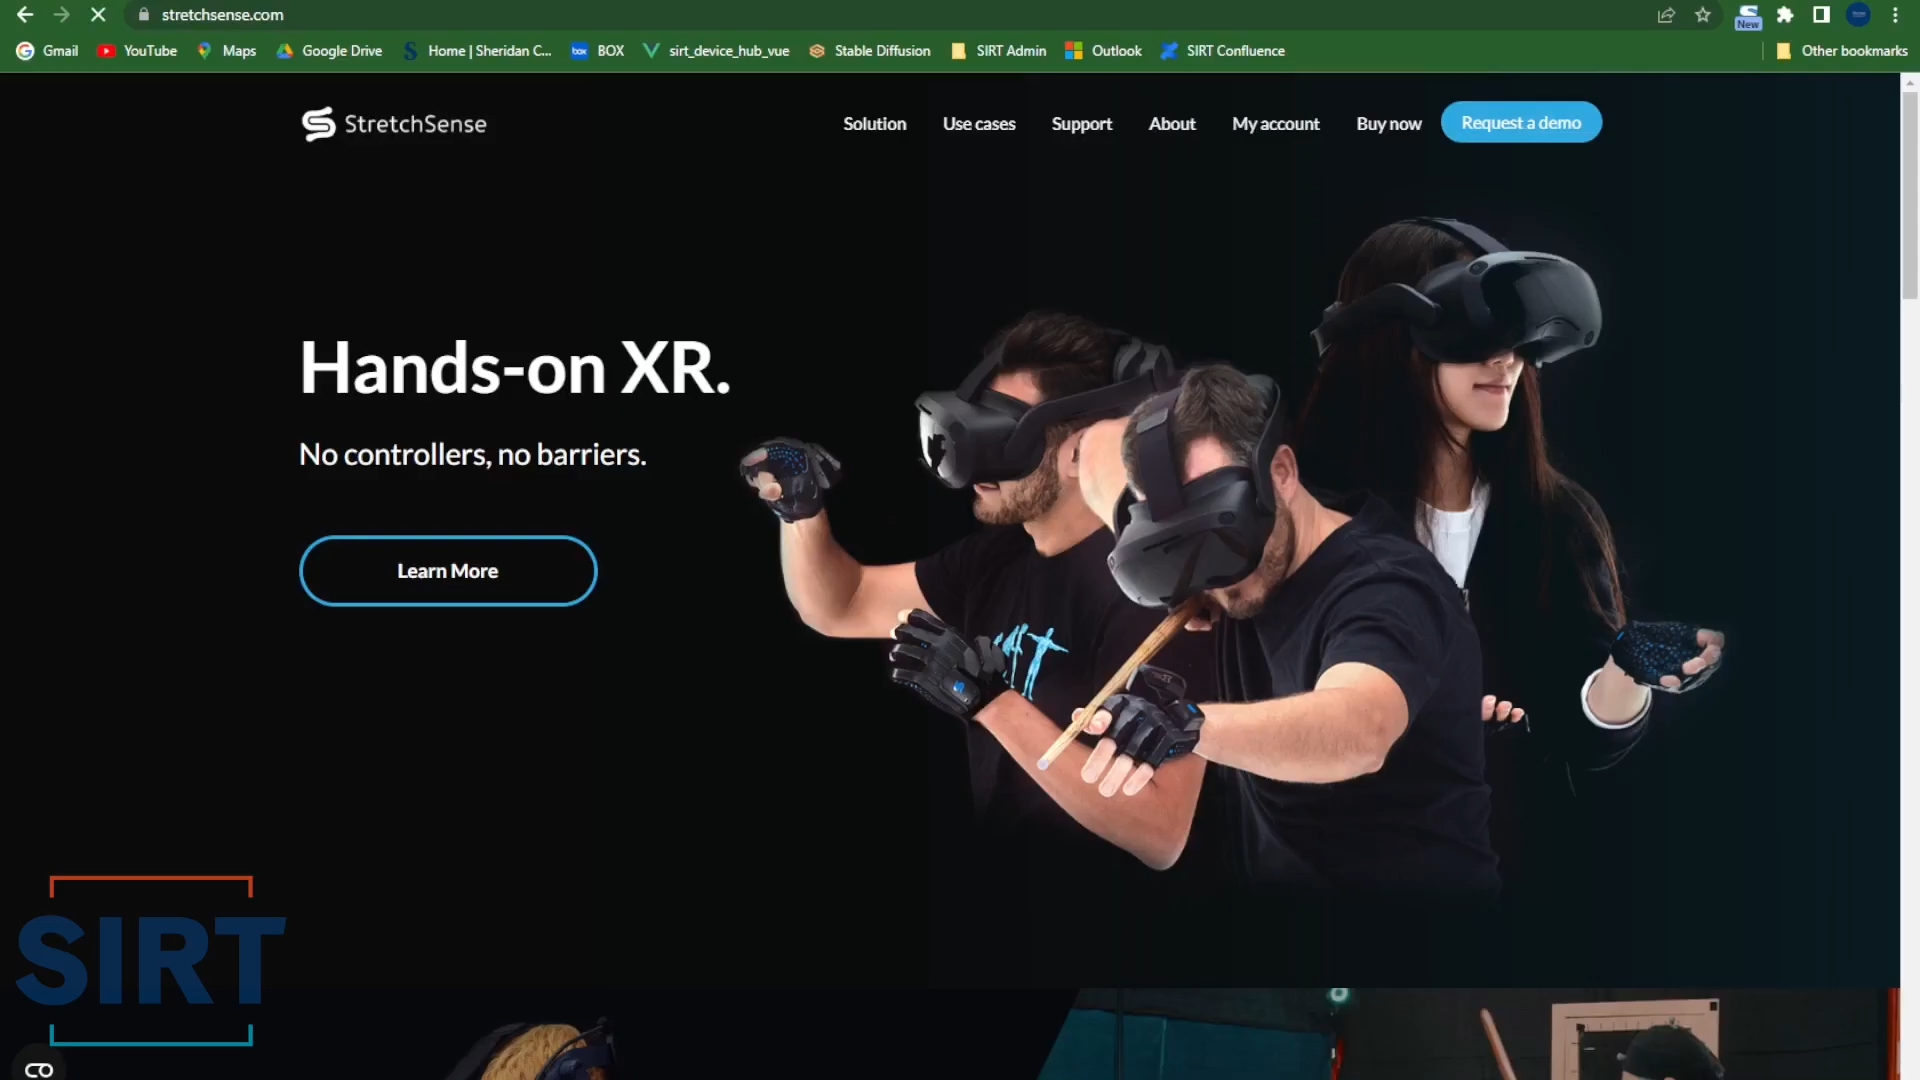 stretchsense.com
New
Gmail
YouTube
Maps
Google Drive
Home | Sheridan C...
box
BOX
sirt_device_hub_vue
Stable Diffusion
SIRT Admin
Outlook
SIRT Confluence
Other bookmarks
StretchSense
Solution
Use cases
Support
About
My account
Buy now
Request a demo
Hands-on XR.
No controllers, no barriers.
Learn More
SIRT